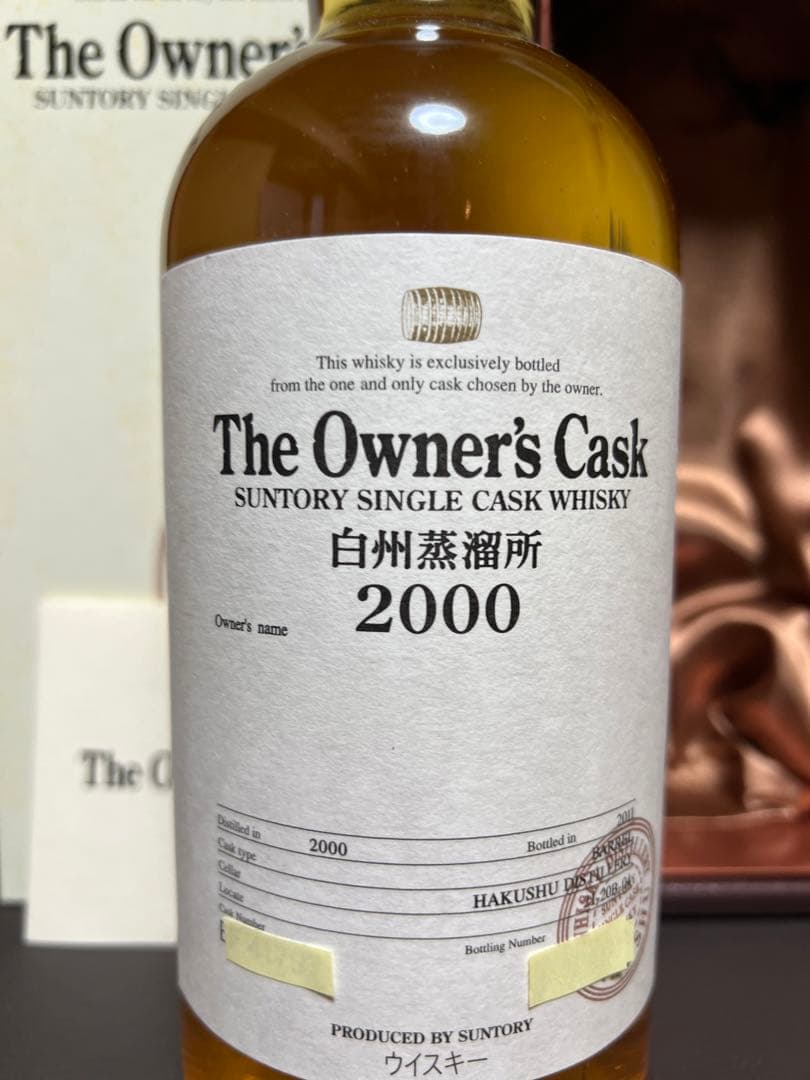 The Owner's
SUNTORY SING
This whisky is exclusively bottled
from the one and only cask chosen by the owner.
The Owner's Cask
SUNTORY SINGLE CASK WHISKY
白州蒸溜所
2000
Owner's name
The
Distilled in 2000 Bottled in 2011
Cask type BARREL
Cellar HAKUSHU DISTILLERY
Locate
Cask Number Bottling Number
PRODUCED BY SUNTORY
ウイスキー